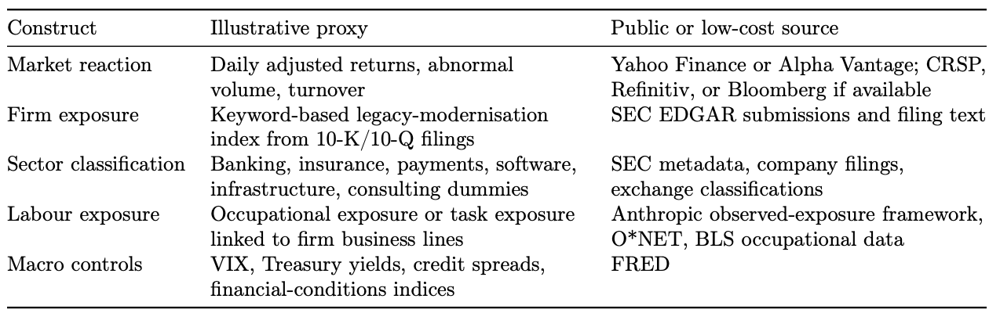 Construct Illustrative proxy Public or low-cost source
Market reaction Daily adjusted returns, abnormal Yahoo Finance or Alpha Vantage; CRSP,
volume, turnover Refinitiv, or Bloomberg if available
Firm exposure Keyword-based legacy-modernisation SEC EDGAR submissions and filing text
index from 10-K/10-Q filings
Sector classification Banking, insurance, payments, software, SEC metadata, company filings,
infrastructure, consulting dummies exchange classifications
Labour exposure Occupational exposure or task exposure Anthropic observed-exposure framework,
linked to firm business lines O*NET, BLS occupational data
Macro controls VIX, Treasury yields, credit spreads, FRED
financial-conditions indices